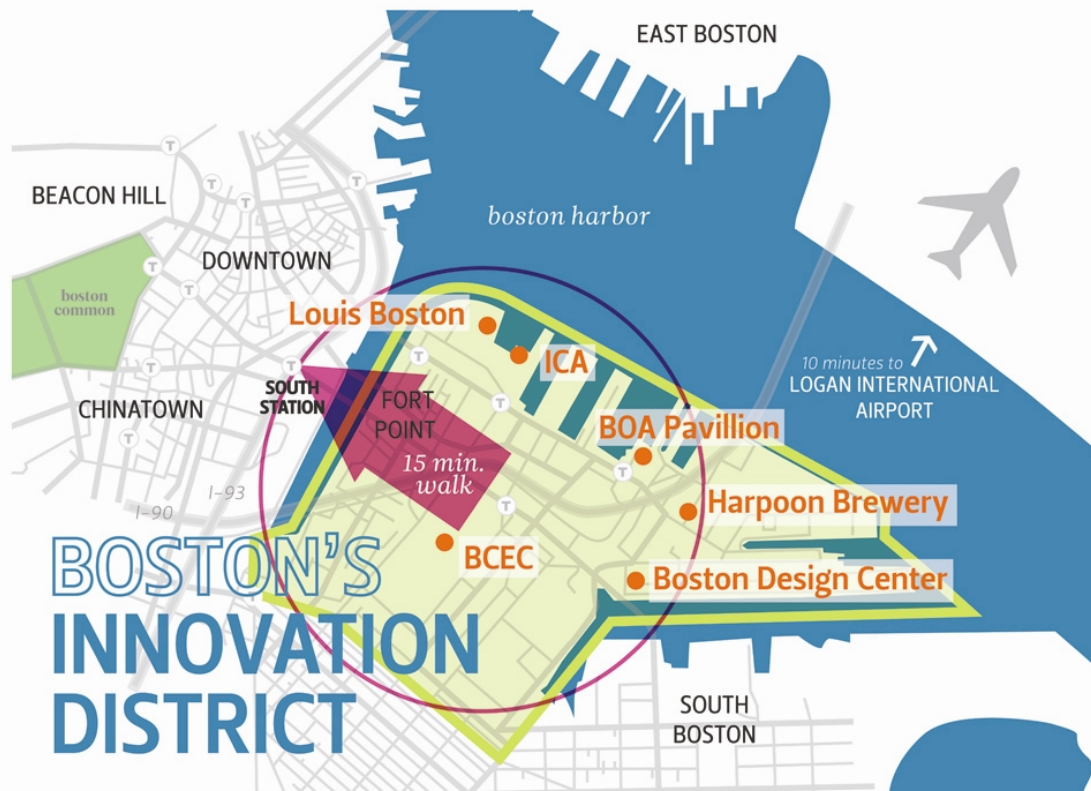 EAST BOSTON
T
T
BEACON HILL
T
T
boston harbor
DOWNTOWN
T
T
boston
common
Louis Boston
ICA
T
T
10 minutes to
LOGAN INTERNATIONAL
AIRPORT
T
SOUTH
STATION
CHINATOWN
T
FORT
POINT
T
BOA Pavillion
15 min.
walk
T
I-93
I-90
T
Harpoon Brewery
BCEC
Boston Design Center
BOSTON'S
INNOVATION
DISTRICT
SOUTH
BOSTON